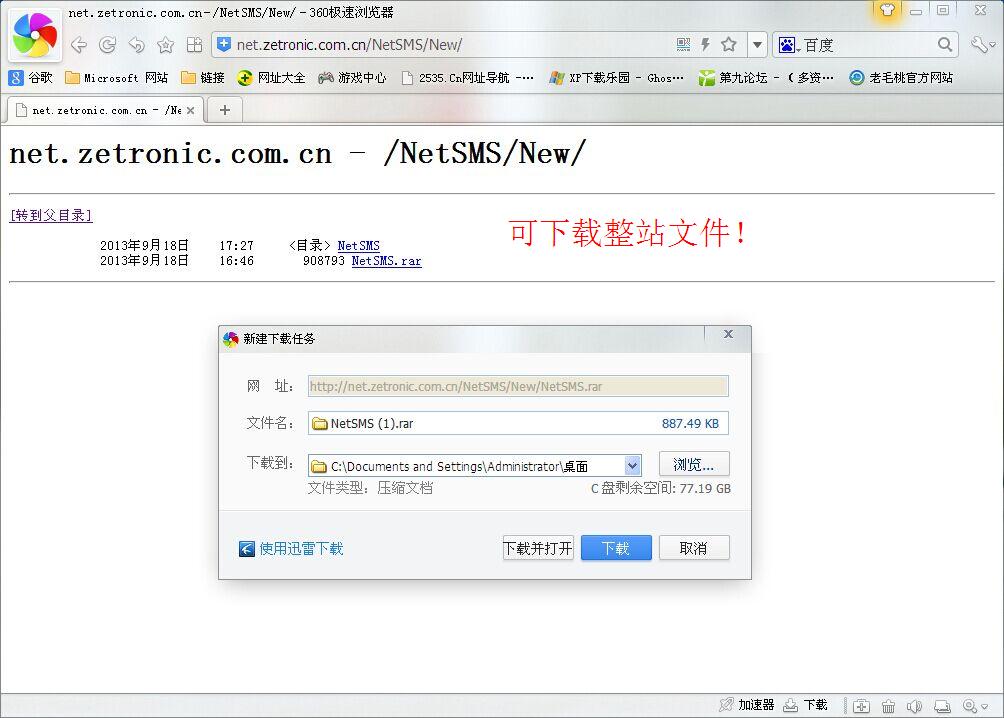 net.zetronic.com.cn-/NetSMS/New/ - 360极速浏览器
net.zetronic.com.cn/NetSMS/New/
百度
谷歌 Microsoft 网站 链接 网址大全 游戏中心 2535.Cn网址导航 -··· XP下载乐园 - Ghos··· 第九论坛 - （ 多资··· 老毛桃官方网站
net.zetronic.com.cn - /Ne
net.zetronic.com.cn - /NetSMS/New/
[转到父目录]
可下载整站文件！
2013年9月18日 17:27 <目录> NetSMS
2013年9月18日 16:46 908793 NetSMS.rar
新建下载任务
网 址： http://net.zetronic.com.cn/NetSMS/New/NetSMS.rar
文件名： NetSMS (1).rar 887.49 KB
下载到： C:\Documents and Settings\Administrator\桌面 浏览...
文件类型：压缩文档 C 盘剩余空间: 77.19 GB
使用迅雷下载 下载并打开 下载 取消
加速器 下载